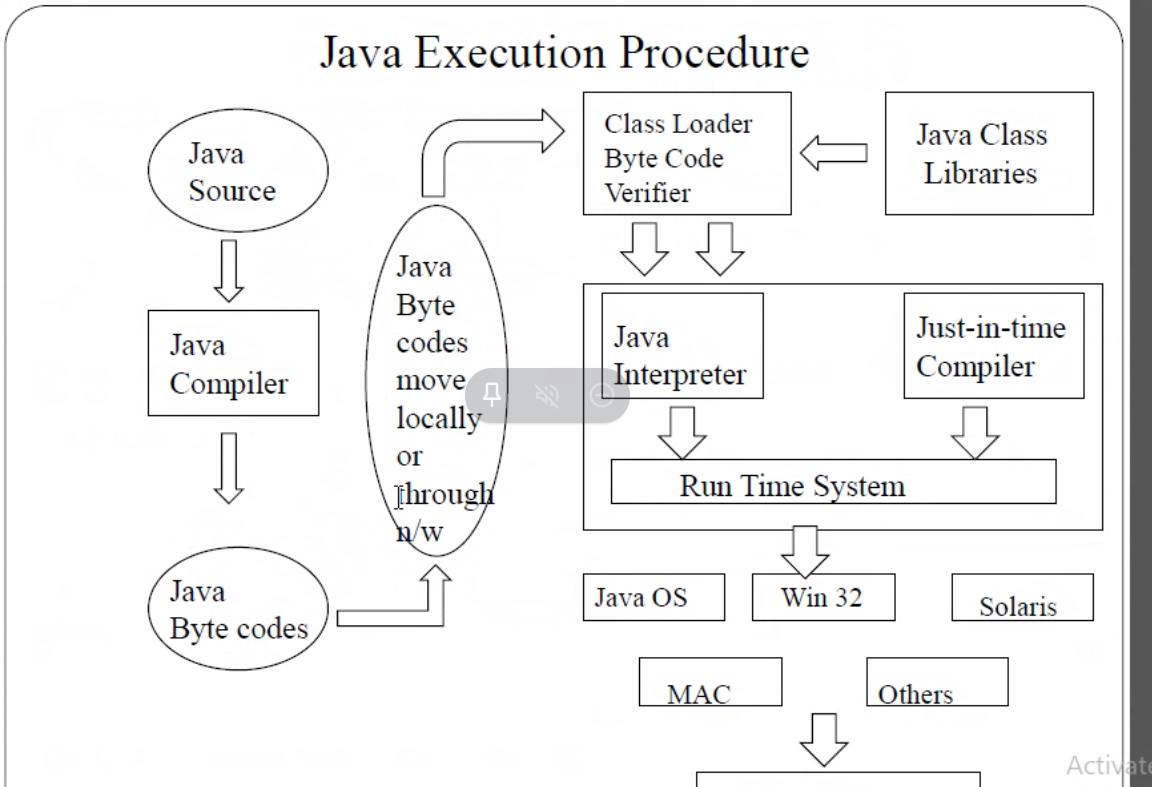 Java Execution Procedure
Java
Source
Java
Compiler
Java
Byte codes
Java
Byte
codes
move
locally
or
through
n/w
Class Loader
Byte Code
Verifier
Java Class
Libraries
Java
Interpreter
Just-in-time
Compiler
Run Time System
Java OS
Win 32
Solaris
MAC
Others
Activate